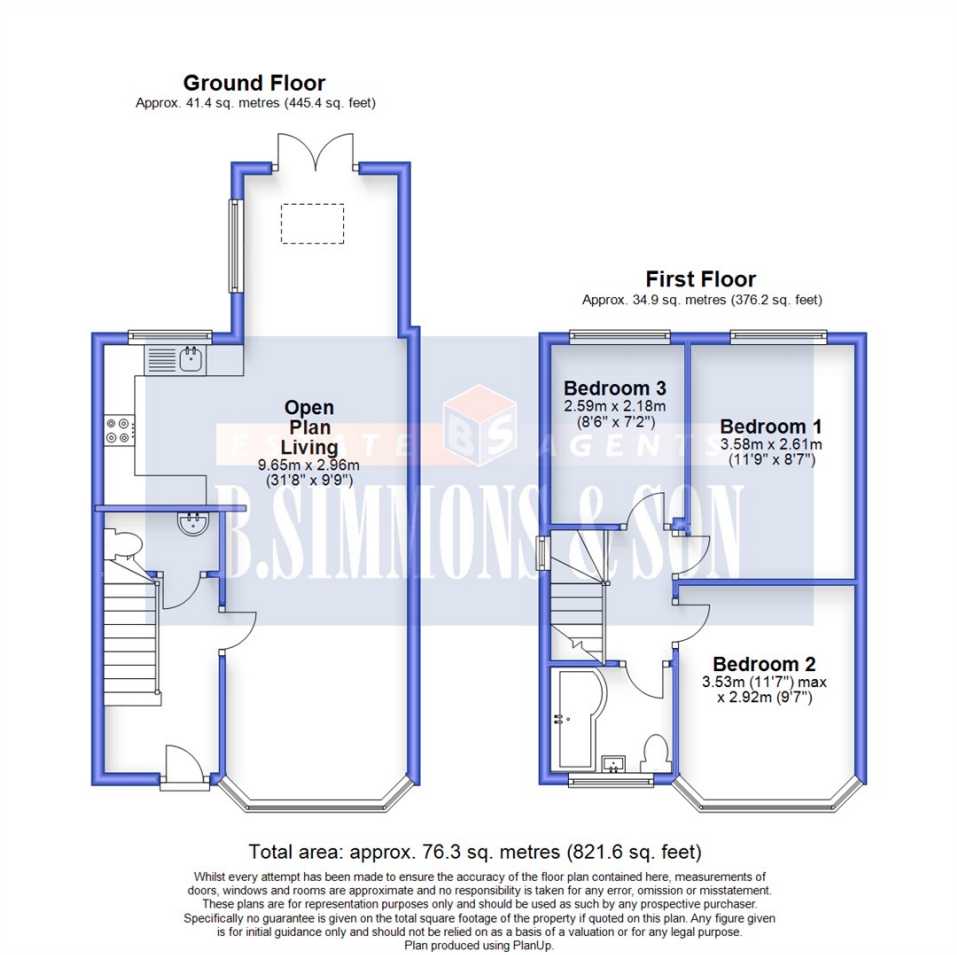 Ground Floor
Approx. 41.4 sq. metres (445.4 sq. feet)
First Floor
Approx. 34.9 sq. metres (376.2 sq. feet)
Open
Plan
Living
9.65m x 2.96m
(31'8" x 9'9")
Bedroom 3
2.59m x 2.18m
(8'6" x 7'2")
Bedroom 1
3.58m x 2.61m
(11'9" x 8'7")
ESTATE BS AGENTS
B.SIMMONS & SON
Bedroom 2
3.53m (11'7") max
x 2.92m (9'7")
Total area: approx. 76.3 sq. metres (821.6 sq. feet)
Whilst every attempt has been made to ensure the accuracy of the floor plan contained here, measurements of
doors, windows and rooms are approximate and no responsibility is taken for any error, omission or misstatement.
These plans are for representation purposes only and should be used as such by any prospective purchaser.
Specifically no guarantee is given on the total square footage of the property if quoted on this plan. Any figure given
is for initial guidance only and should not be relied on as a basis of a valuation or for any legal purpose.
Plan produced using PlanUp.